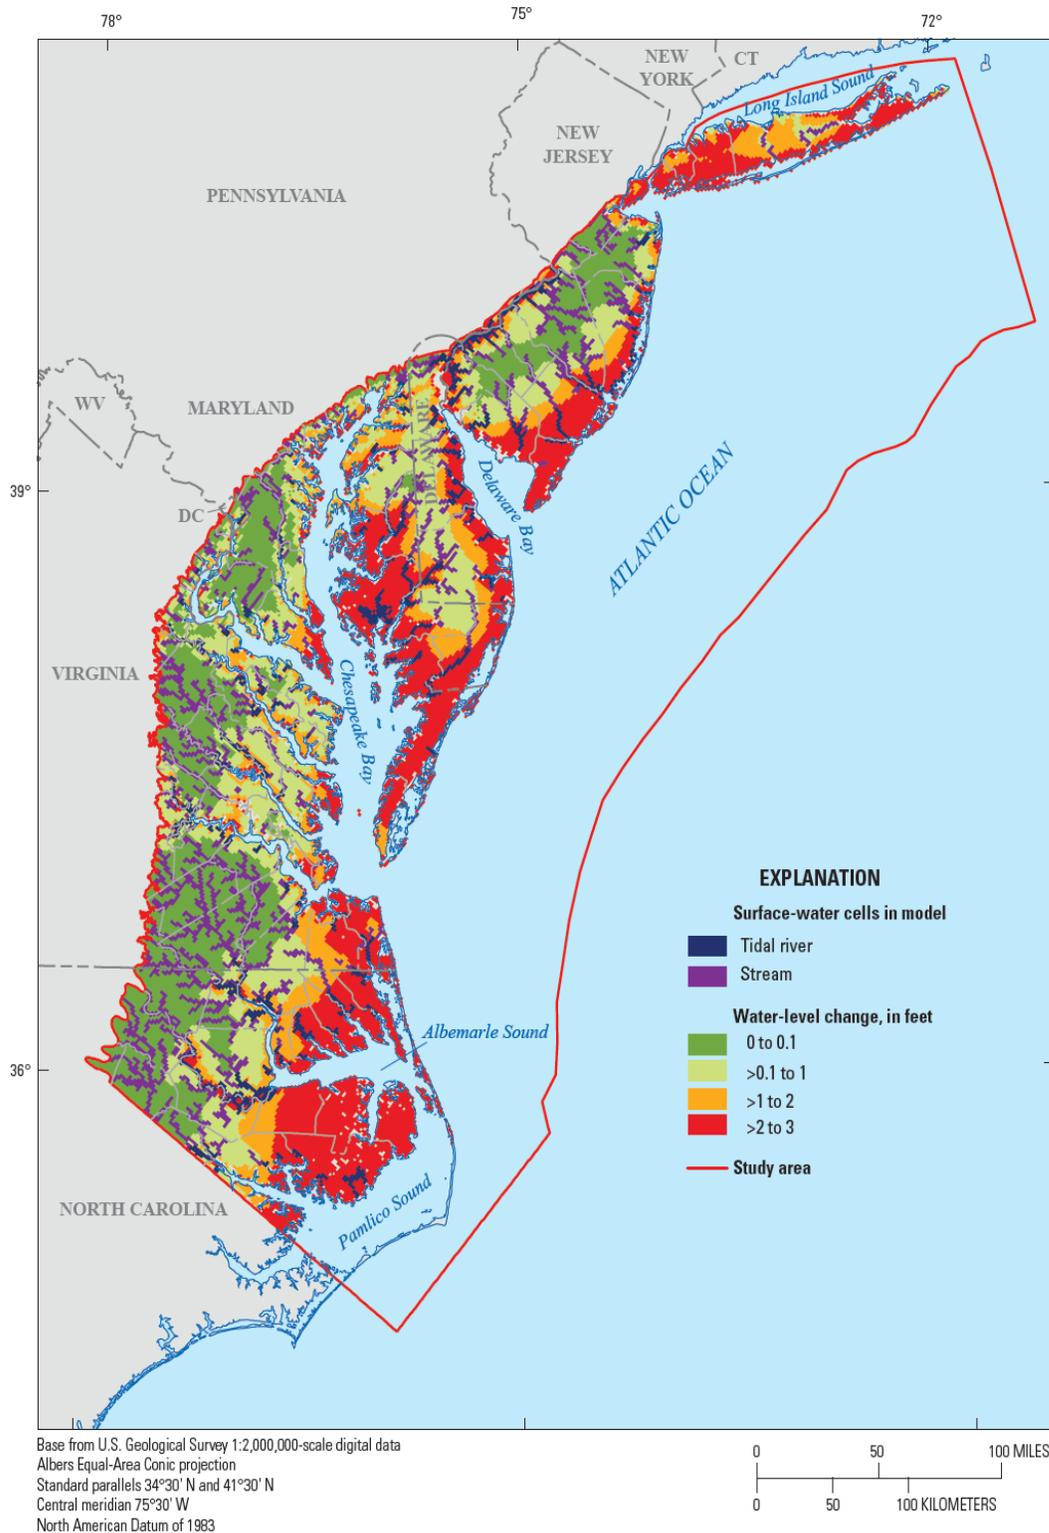 78°
75°
72°
NEW
YORK
CT
Long Island Sound
NEW
JERSEY
PENNSYLVANIA
WV
MARYLAND
DELAWARE
39°
DC
Delaware Bay
ATLANTIC OCEAN
VIRGINIA
Chesapeake Bay
EXPLANATION
Surface-water cells in model
Tidal river
Stream
Water-level change, in feet
0 to 0.1
>0.1 to 1
>1 to 2
>2 to 3
Study area
Albemarle Sound
36°
NORTH CAROLINA
Pamlico Sound
Base from U.S. Geological Survey 1:2,000,000-scale digital data
Albers Equal-Area Conic projection
Standard parallels 34°30' N and 41°30' N
Central meridian 75°30' W
North American Datum of 1983
0 50 100 MILES
0 50 100 KILOMETERS